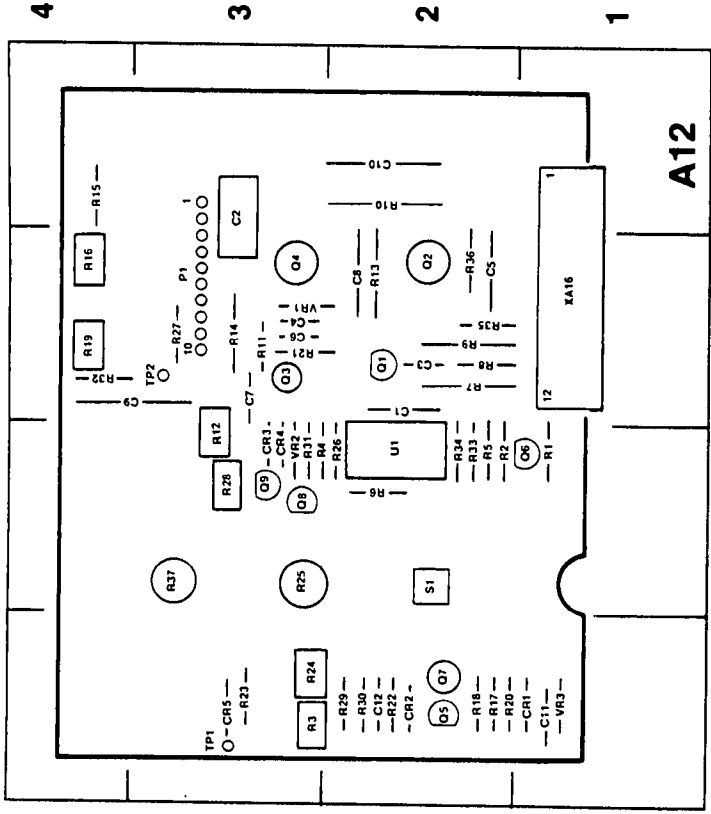 4
3
2
1
A12
R15
R16
R19
R32
C9
TP2
R27
P1
1
10
C2
R14
R11
C7
Q4
VR1
C4
C6
R21
Q3
C10
R10
C8
R13
Q2
R36
C5
R35
R9
R8
R7
Q1
C3
C1
XA16
1
12
R12
R28
CR3
CR4
VR2
R31
R4
R26
Q9
Q8
U1
R6
R34
R33
R5
R2
Q6
R1
R37
R25
S1
TP1
CR5
R23
R24
R3
R29
R30
C12
R22
CR2
Q5
Q7
R18
R17
R20
CR1
C11
VR3